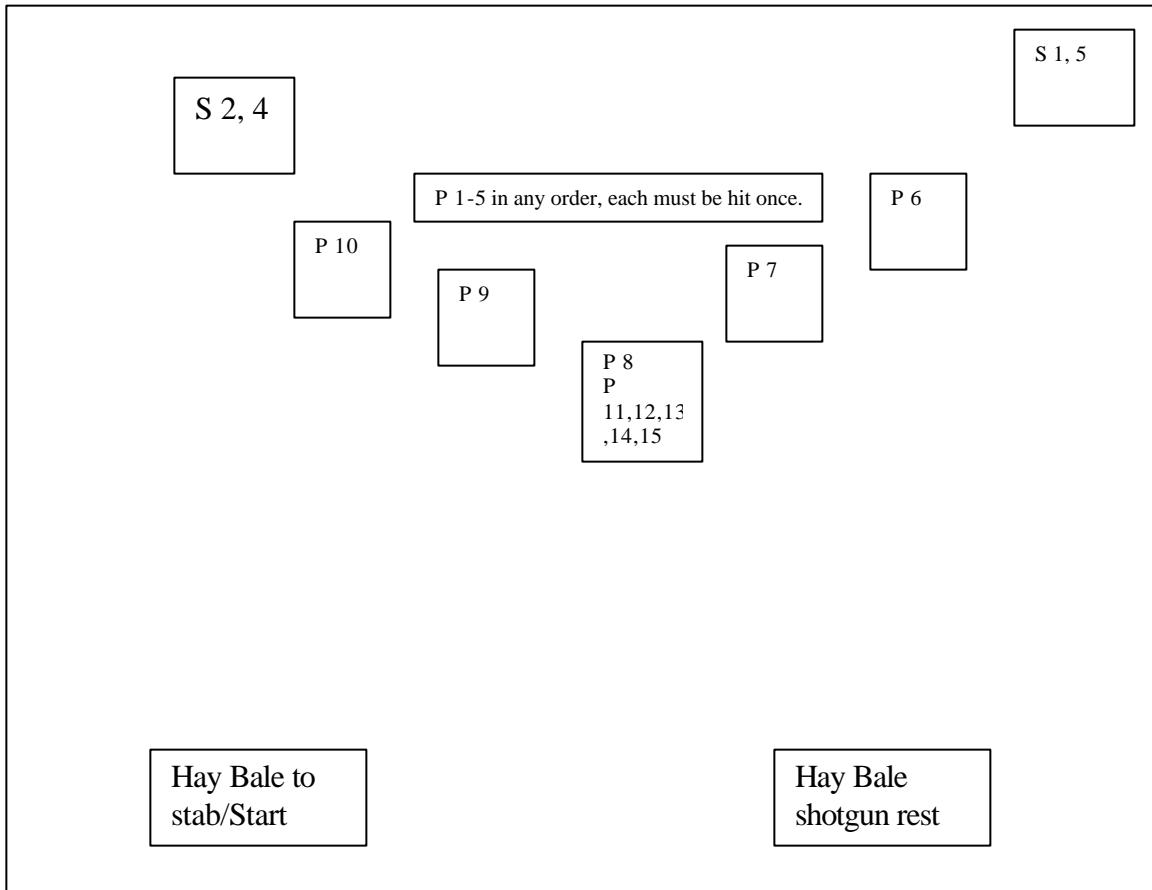 S 1, 5
S 2, 4
P 1-5 in any order, each must be hit once.
P 6
P 10
P 7
P 9
P 8
P
11,12,13
,14,15
Hay Bale to
stab/Start
Hay Bale
shotgun rest